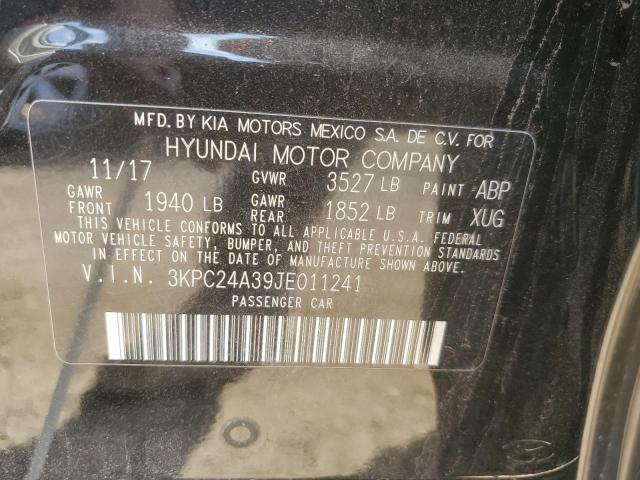 MFD. BY KIA MOTORS MEXICO S.A. DE C.V. FOR
HYUNDAI MOTOR COMPANY
11/17 GVWR 3527 LB PAINT ABP
GAWR FRONT 1940 LB GAWR REAR 1852 LB TRIM XUG
THIS VEHICLE CONFORMS TO ALL APPLICABLE U.S.A. FEDERAL
MOTOR VEHICLE SAFETY, BUMPER, AND THEFT PREVENTION STANDARDS
IN EFFECT ON THE DATE OF MANUFACTURE SHOWN ABOVE.
V.I.N. 3KPC24A39JE011241
PASSENGER CAR